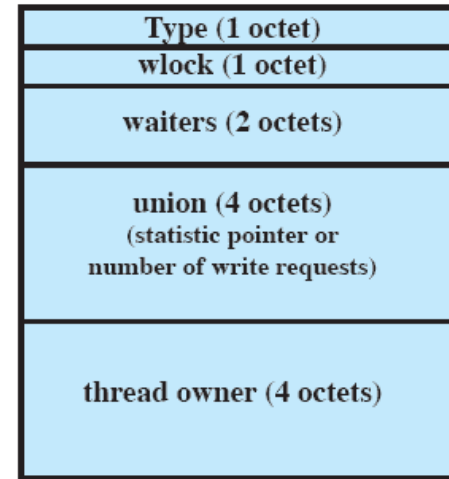 Type (1 octet)
wlock (1 octet)
waiters (2 octets)
union (4 octets)
(statistic pointer or
number of write requests)
thread owner (4 octets)